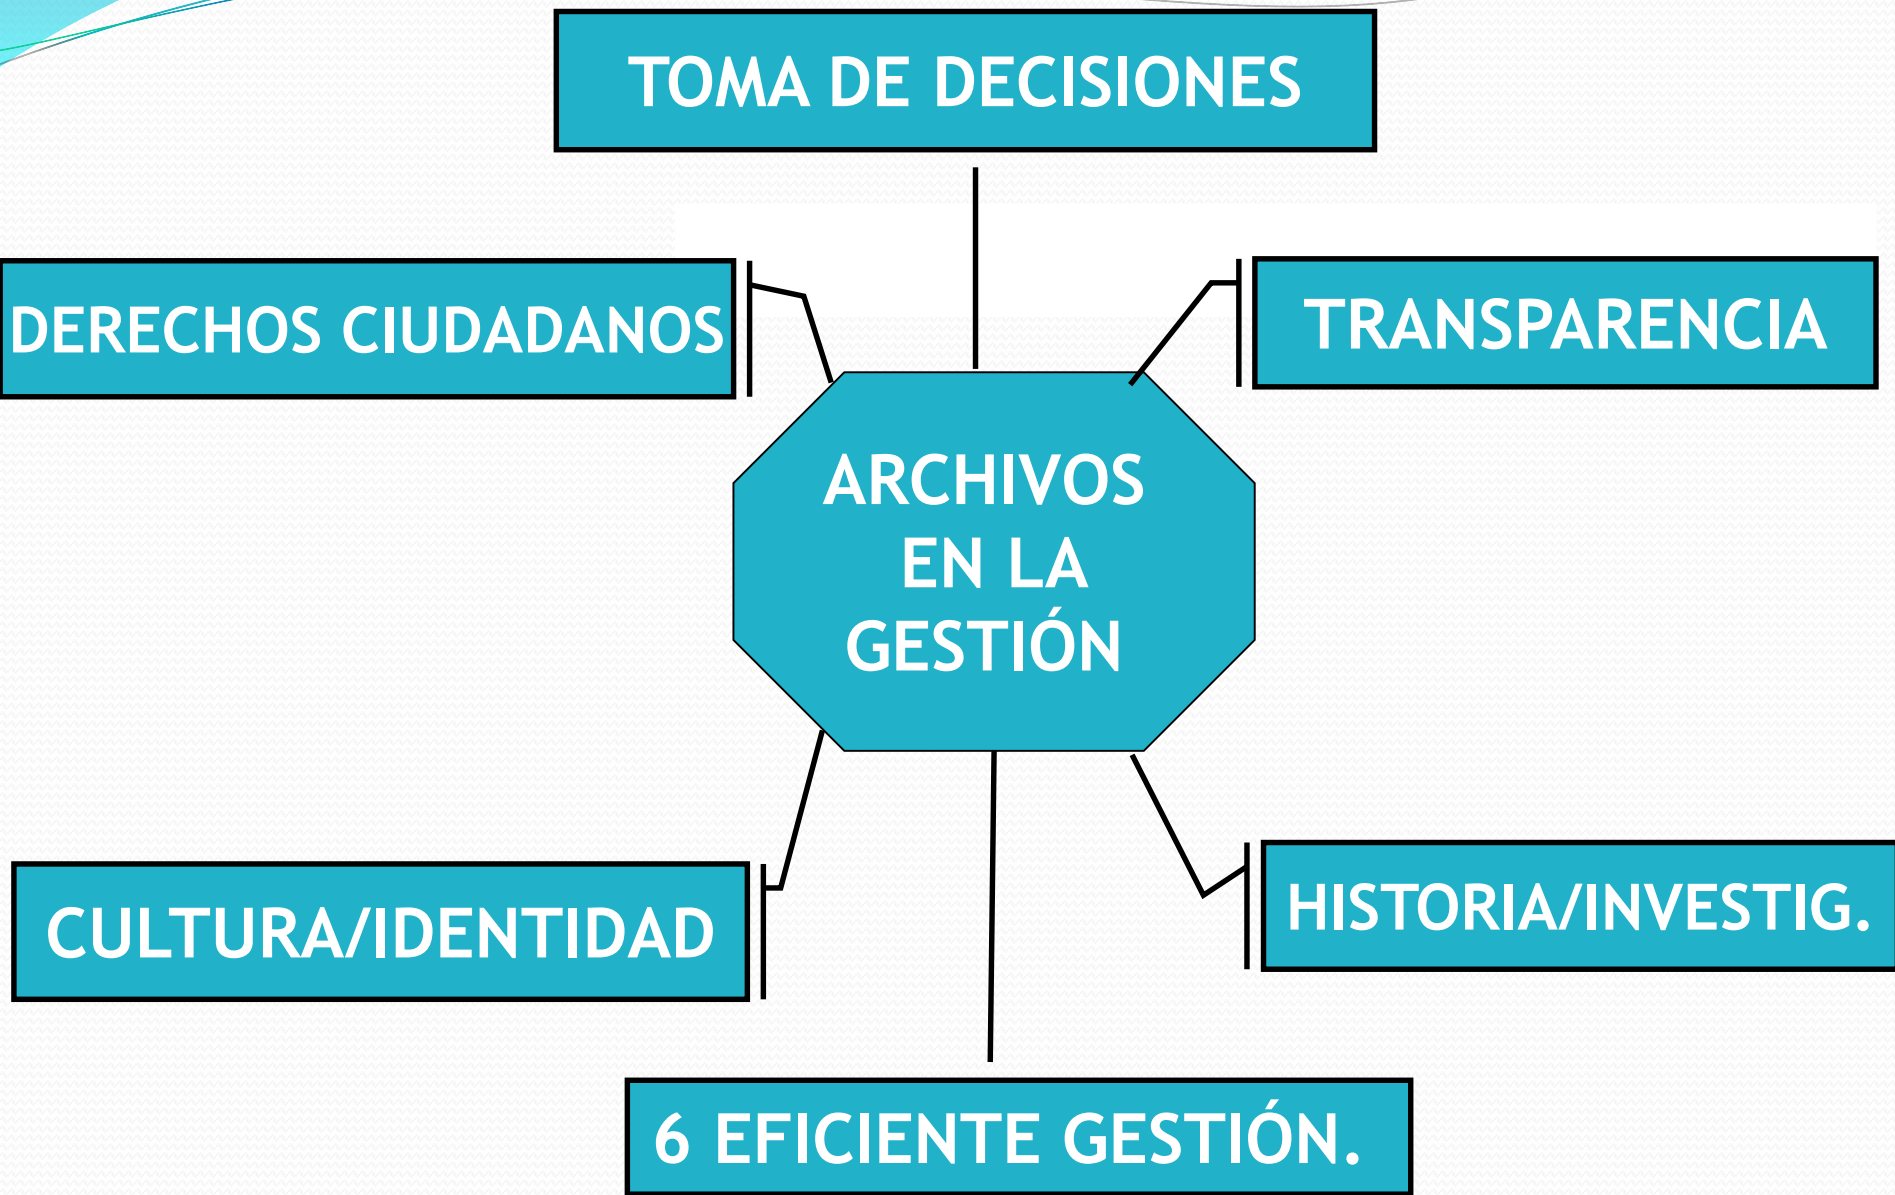 TOMA DE DECISIONES
DERECHOS CIUDADANOS
TRANSPARENCIA
ARCHIVOS
EN LA
GESTIÓN
CULTURA/IDENTIDAD
HISTORIA/INVESTIG.
6 EFICIENTE GESTIÓN.